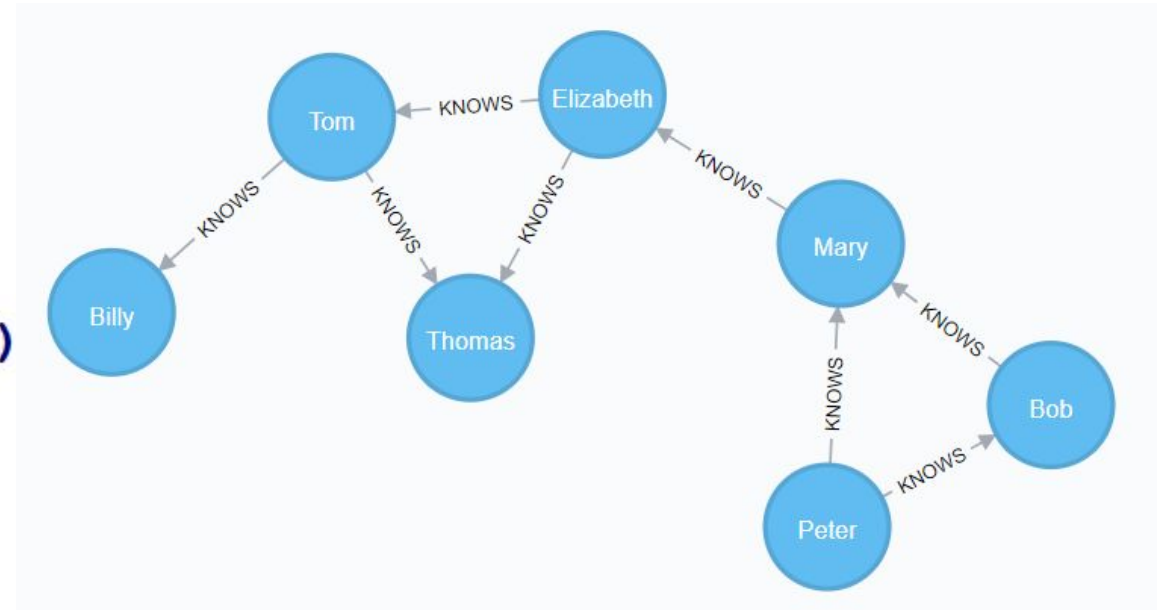 Elizabeth
KNOWS
Tom
KNOWS
KNOWS
KNOWS
KNOWS
Mary
Billy
Thomas
)
KNOWS
KNOWS
Bob
KNOWS
Peter